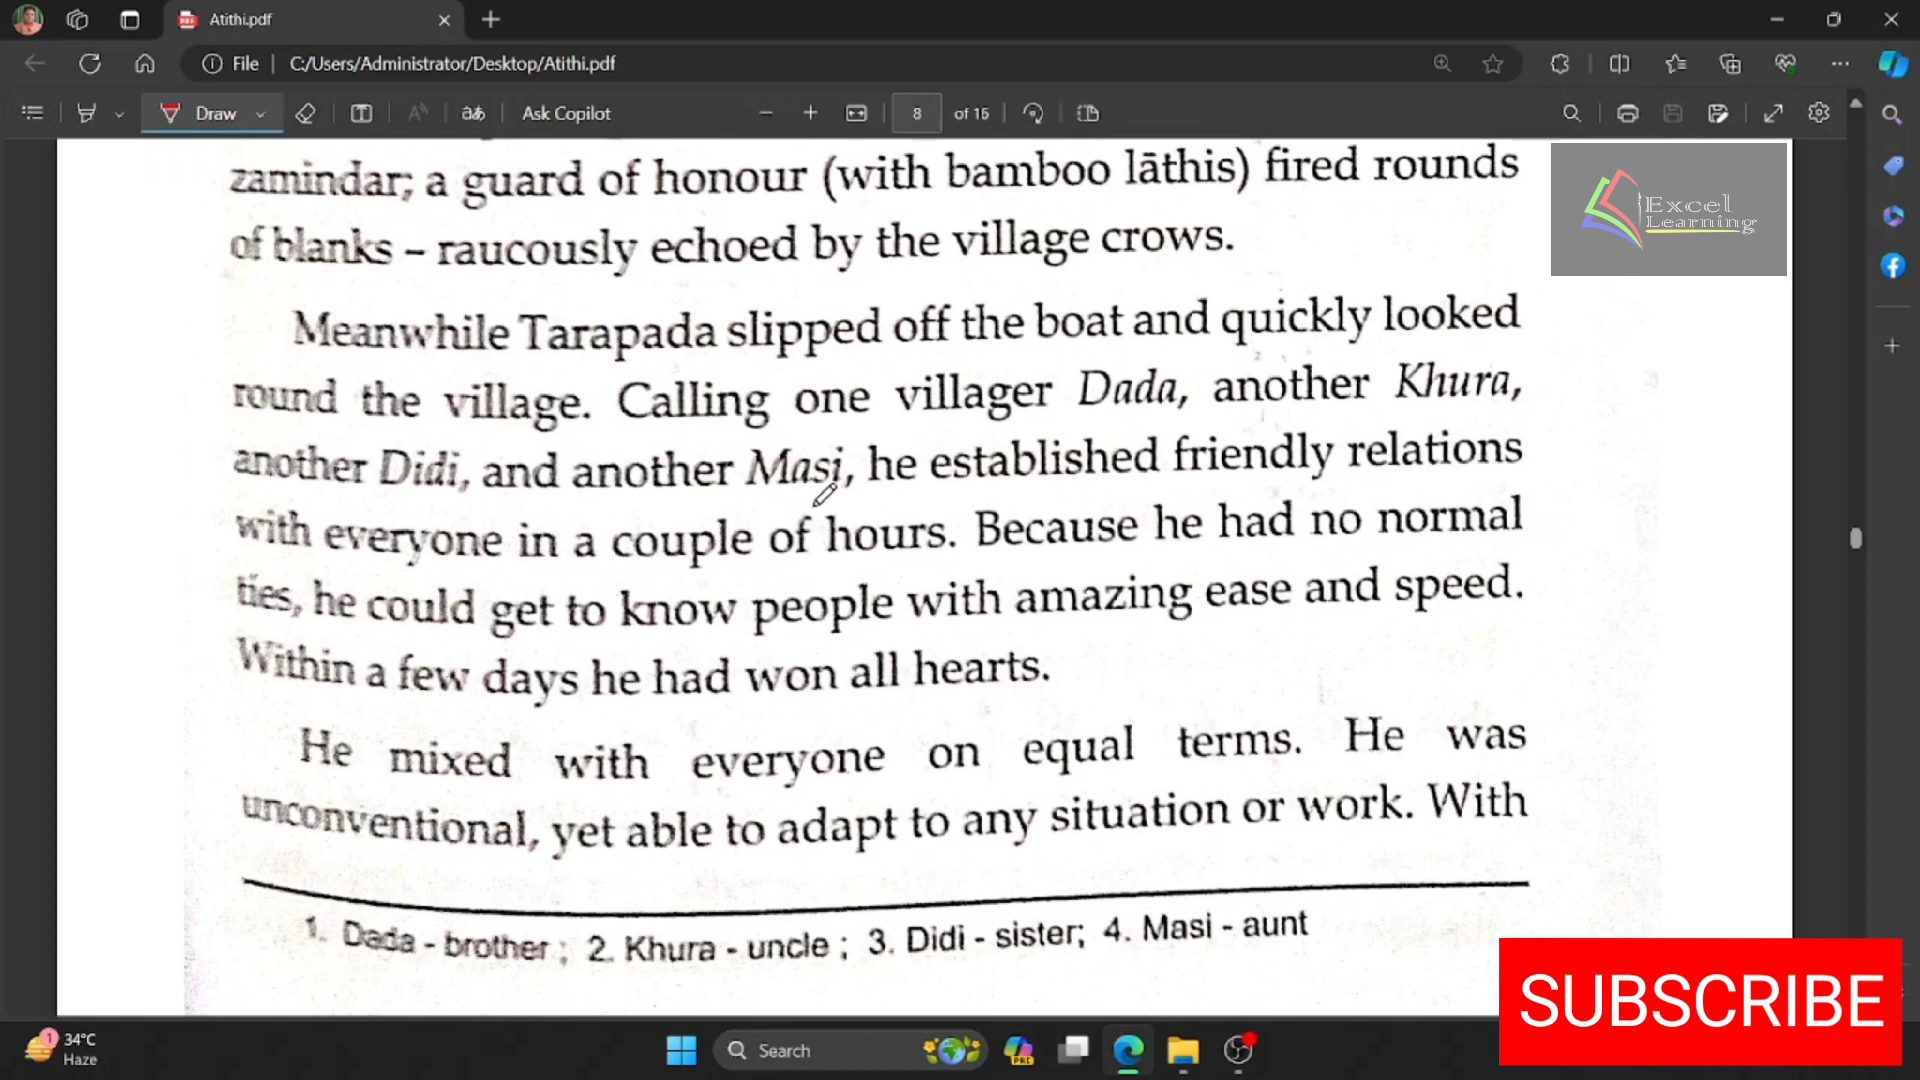 Atithi.pdf
File
C:/Users/Administrator/Desktop/Atithi.pdf
Draw
Ask Copilot
8
of 15
zamindar; a guard of honour (with bamboo lāthis) fired rounds
of blanks – raucously echoed by the village crows.
Excel
Learning
Meanwhile Tarapada slipped off the boat and quickly looked
round the village. Calling one villager Dada, another Khura,
another Didi, and another Masi, he established friendly relations
with everyone in a couple of hours. Because he had no normal
ties, he could get to know people with amazing ease and speed.
Within a few days he had won all hearts.
He mixed with everyone on equal terms. He was
unconventional, yet able to adapt to any situation or work. With
1. Dada - brother ; 2. Khura - uncle ; 3. Didi - sister; 4. Masi - aunt
SUBSCRIBE
1
34°C
Haze
Search
PRE